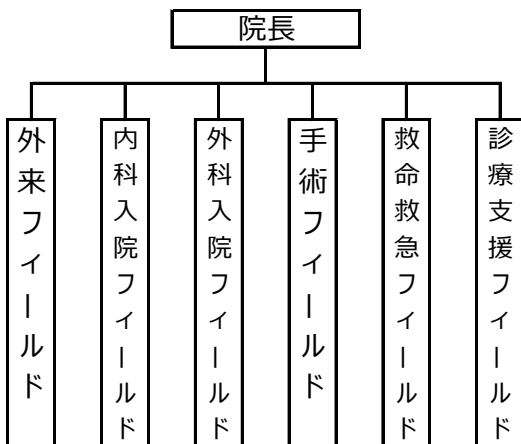 院長
外来フィールド
内科入院フィールド
外科入院フィールド
手術フィールド
救命救急フィールド
診療支援フィールド